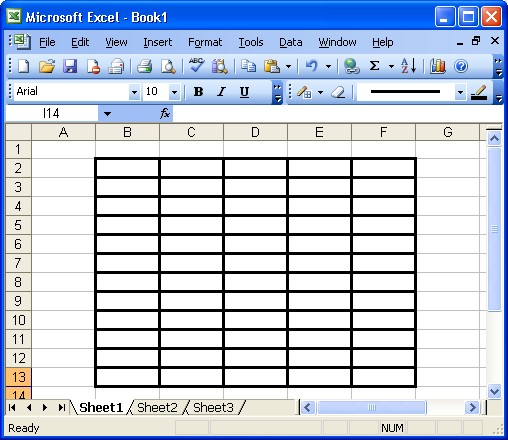 Microsoft Excel - Book1
File Edit View Insert Format Tools Data Window Help
ABC Σ A Z
Arial 10 B I U
I14 fx
A B C D E F G
1
2
3
4
5
6
7
8
9
10
11
12
13
14
Sheet1 Sheet2 Sheet3
Ready NUM